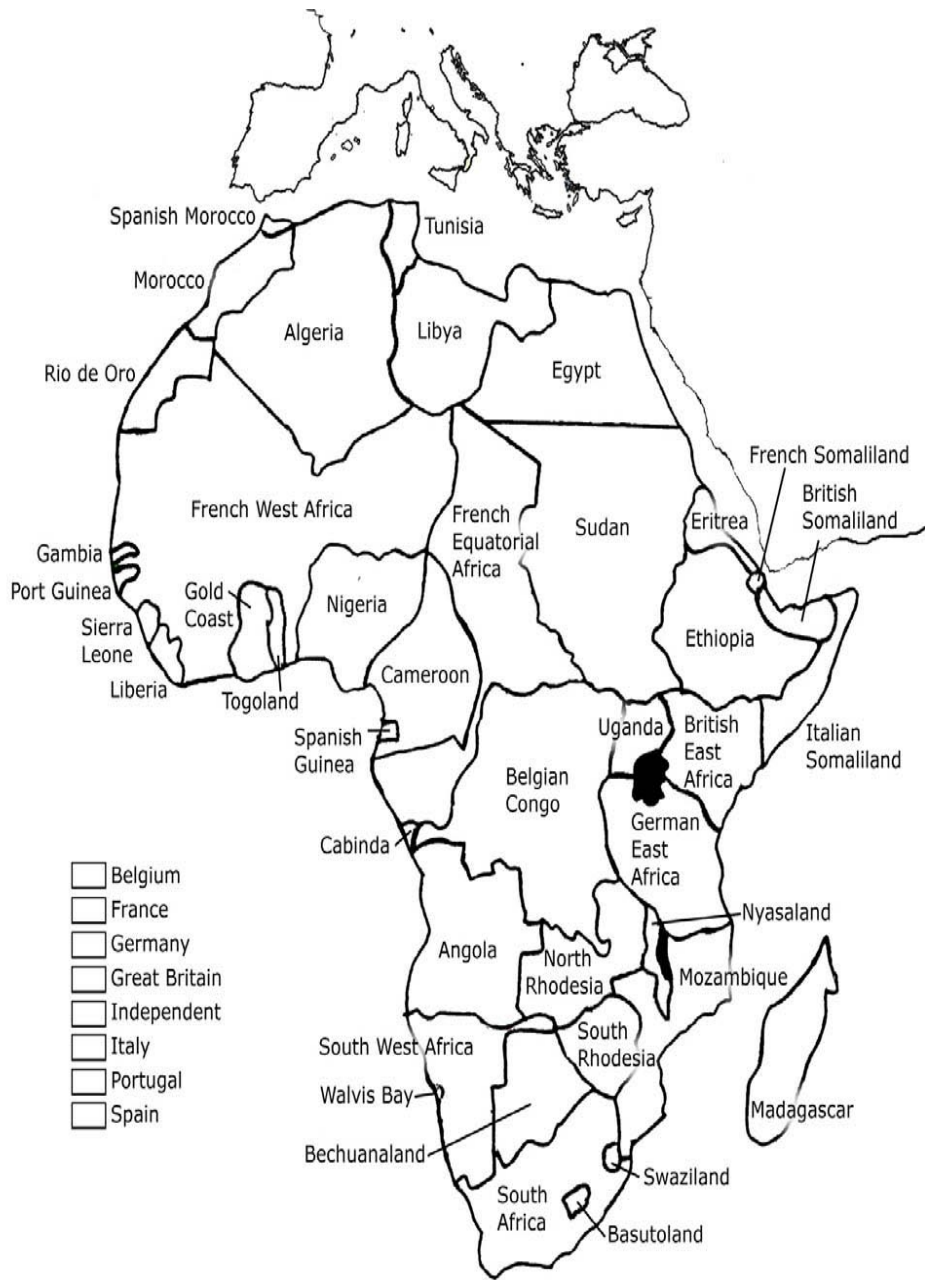 Spanish Morocco
Tunisia
Morocco
Algeria
Libya
Egypt
Rio de Oro
French Somaliland
British
Somaliland
French West Africa
French
Equatorial
Africa
Sudan
Eritrea
Gambia
Port Guinea
Gold
Coast
Nigeria
Sierra
Leone
Ethiopia
Liberia
Togoland
Cameroon
Spanish
Guinea
Uganda
British
East
Africa
Italian
Somaliland
Belgian
Congo
Cabinda
German
East
Africa
Nyasaland
Angola
North
Rhodesia
Mozambique
South West Africa
South
Rhodesia
Walvis Bay
Madagascar
Bechuanaland
Swaziland
South
Africa
Basutoland
Belgium
France
Germany
Great Britain
Independent
Italy
Portugal
Spain